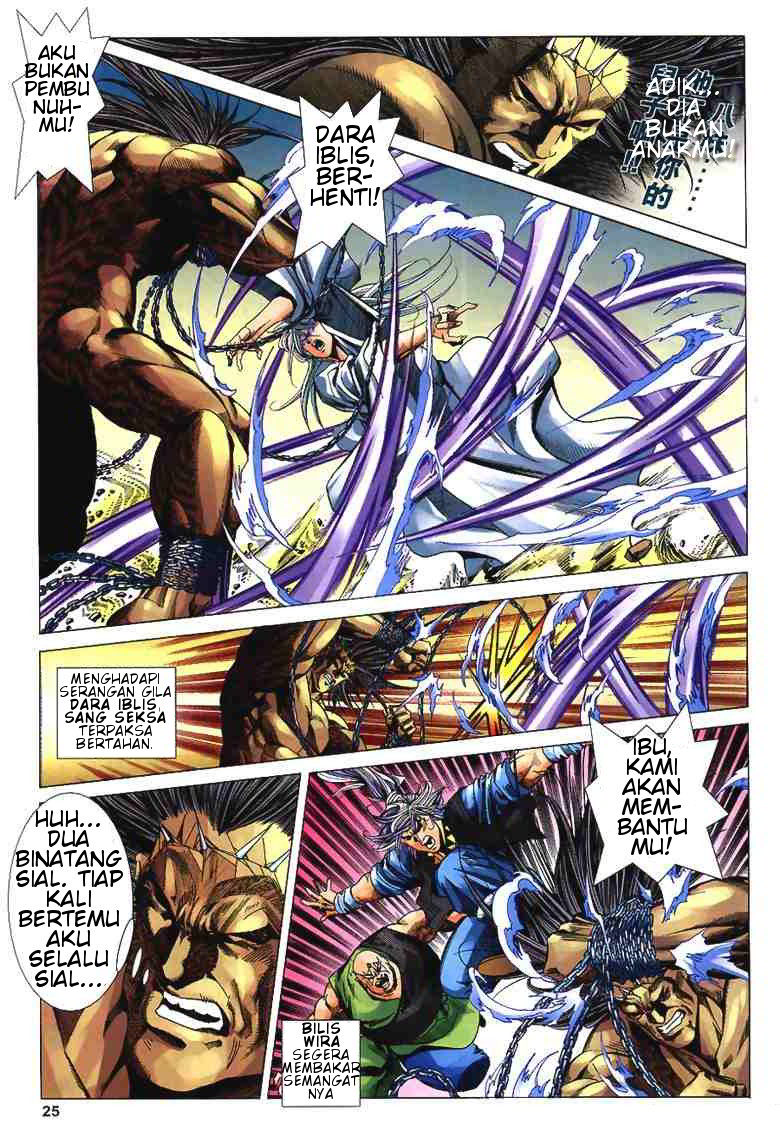 AKU
BUKAN
PEMBU
NUH-
MU!
ADIK...
DIA
BUKAN
ANAKMU!
DARA
IBLIS,
BER-
HENTI!
MENGHADAPI
SERANGAN GILA
DARA IBLIS,
SANG SEKSA
TERPAKSA
BERTAHAN.
IBU,
KAMI
AKAN
MEM-
BANTU
MU!
HUH...
DUA
BINATANG
SIAL. TIAP
KALI
BERTEMU
AKU
SELALU
SIAL...
BILIS
WIRA
SEGERA
MEMBAKAR
SEMANGAT
NYA
25